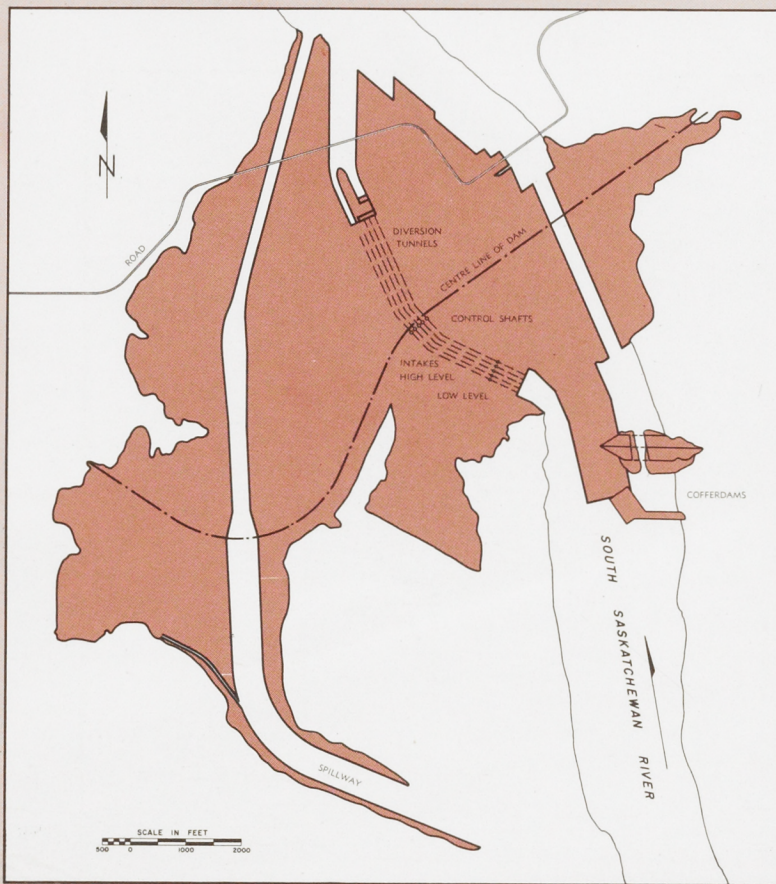 N
ROAD
DIVERSION
TUNNELS
CENTRE LINE OF DAM
CONTROL SHAFTS
INTAKES
HIGH LEVEL
LOW LEVEL
COFFERDAMS
SOUTH SASKATCHEWAN RIVER
SPILLWAY
SCALE IN FEET
500 0 1000 2000